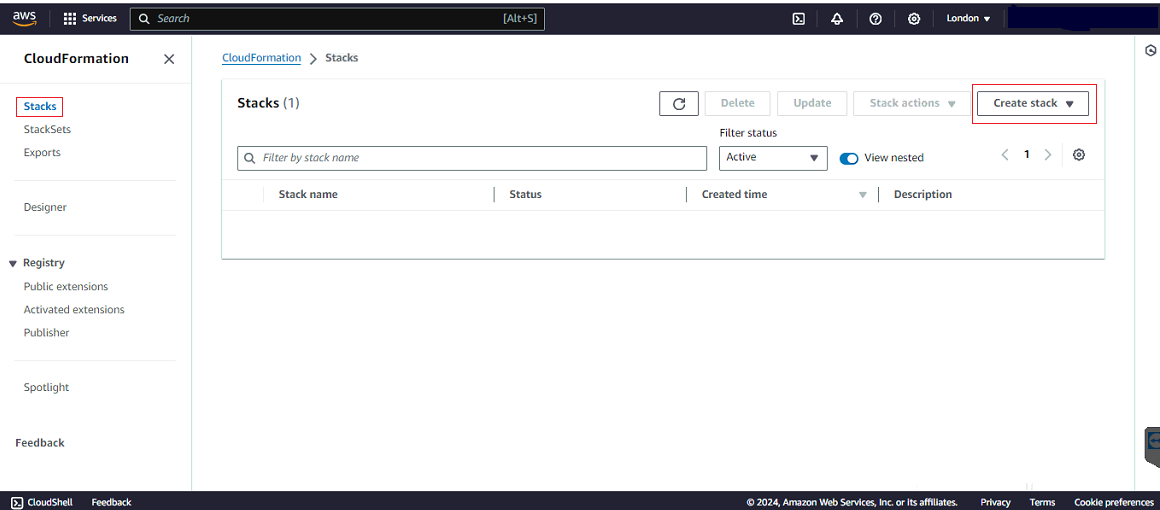 aws Services Search [Alt+S] London
CloudFormation
Stacks
StackSets
Exports
Designer
Registry
Public extensions
Activated extensions
Publisher
Spotlight
Feedback
CloudFormation Stacks
Stacks (1) Delete Update Stack actions Create stack
Filter status
Filter by stack name Active View nested 1
Stack name Status Created time Description
CloudShell Feedback © 2024, Amazon Web Services, Inc. or its affiliates. Privacy Terms Cookie preferences